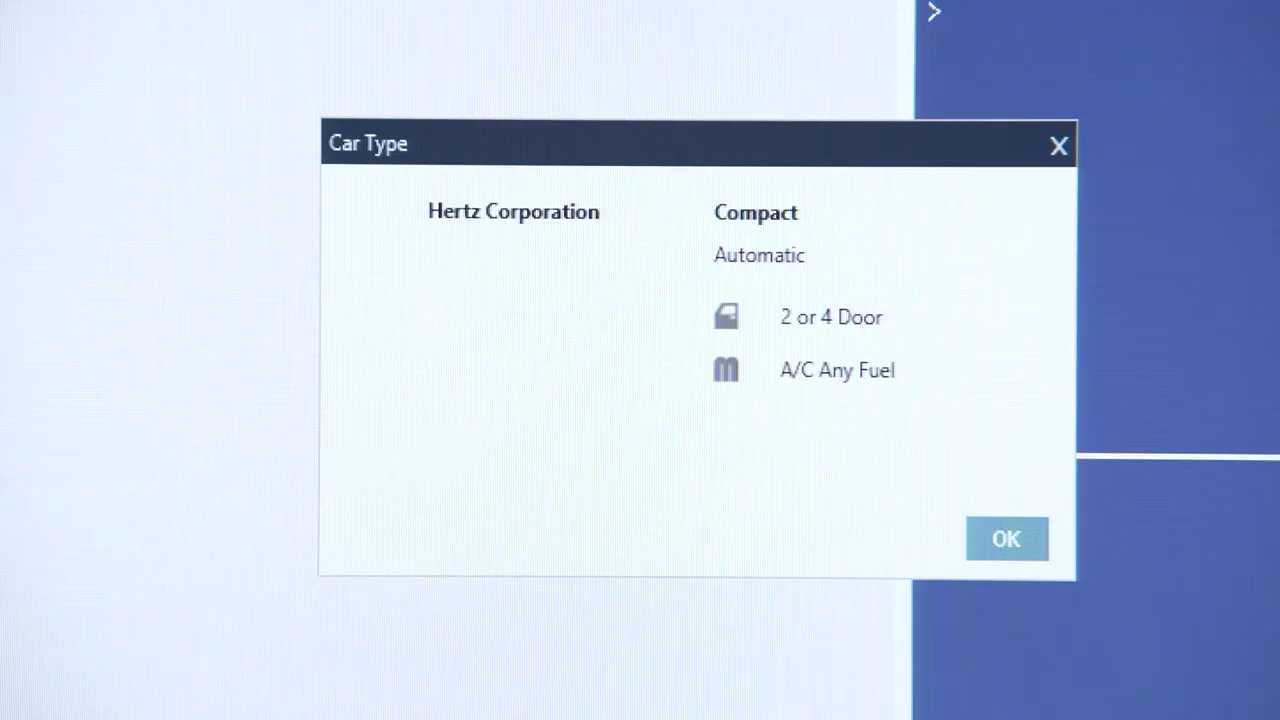 >
Car Type X
Hertz Corporation
Compact
Automatic
2 or 4 Door
A/C Any Fuel
OK